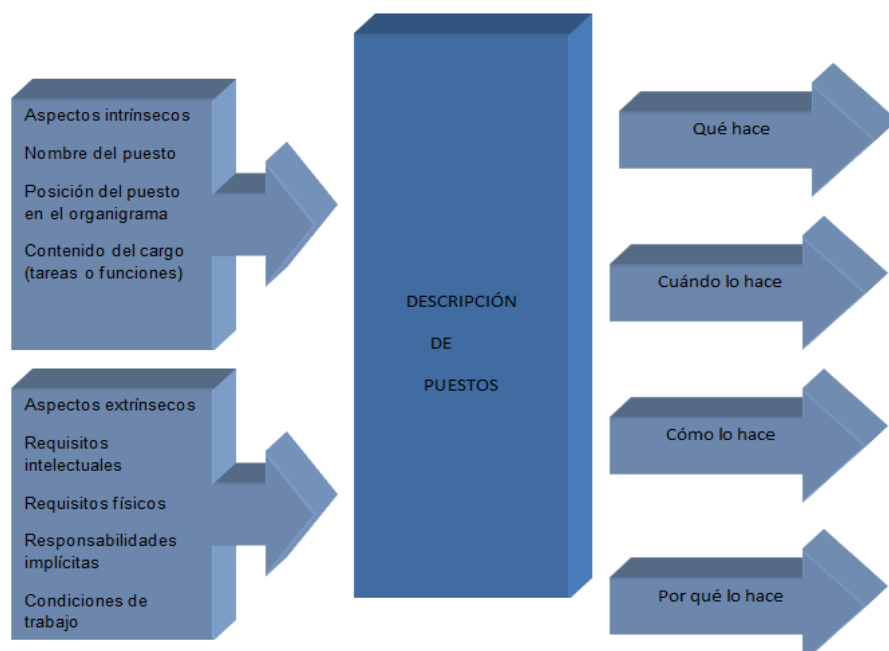 Aspectos intrínsecos
Nombre del puesto
Posición del puesto
en el organigrama
Contenido del cargo
(tareas o funciones)
Aspectos extrínsecos
Requisitos
intelectuales
Requisitos físicos
Responsabilidades
implícitas
Condiciones de
trabajo
DESCRIPCIÓN
DE
PUESTOS
Qué hace
Cuándo lo hace
Cómo lo hace
Por qué lo hace